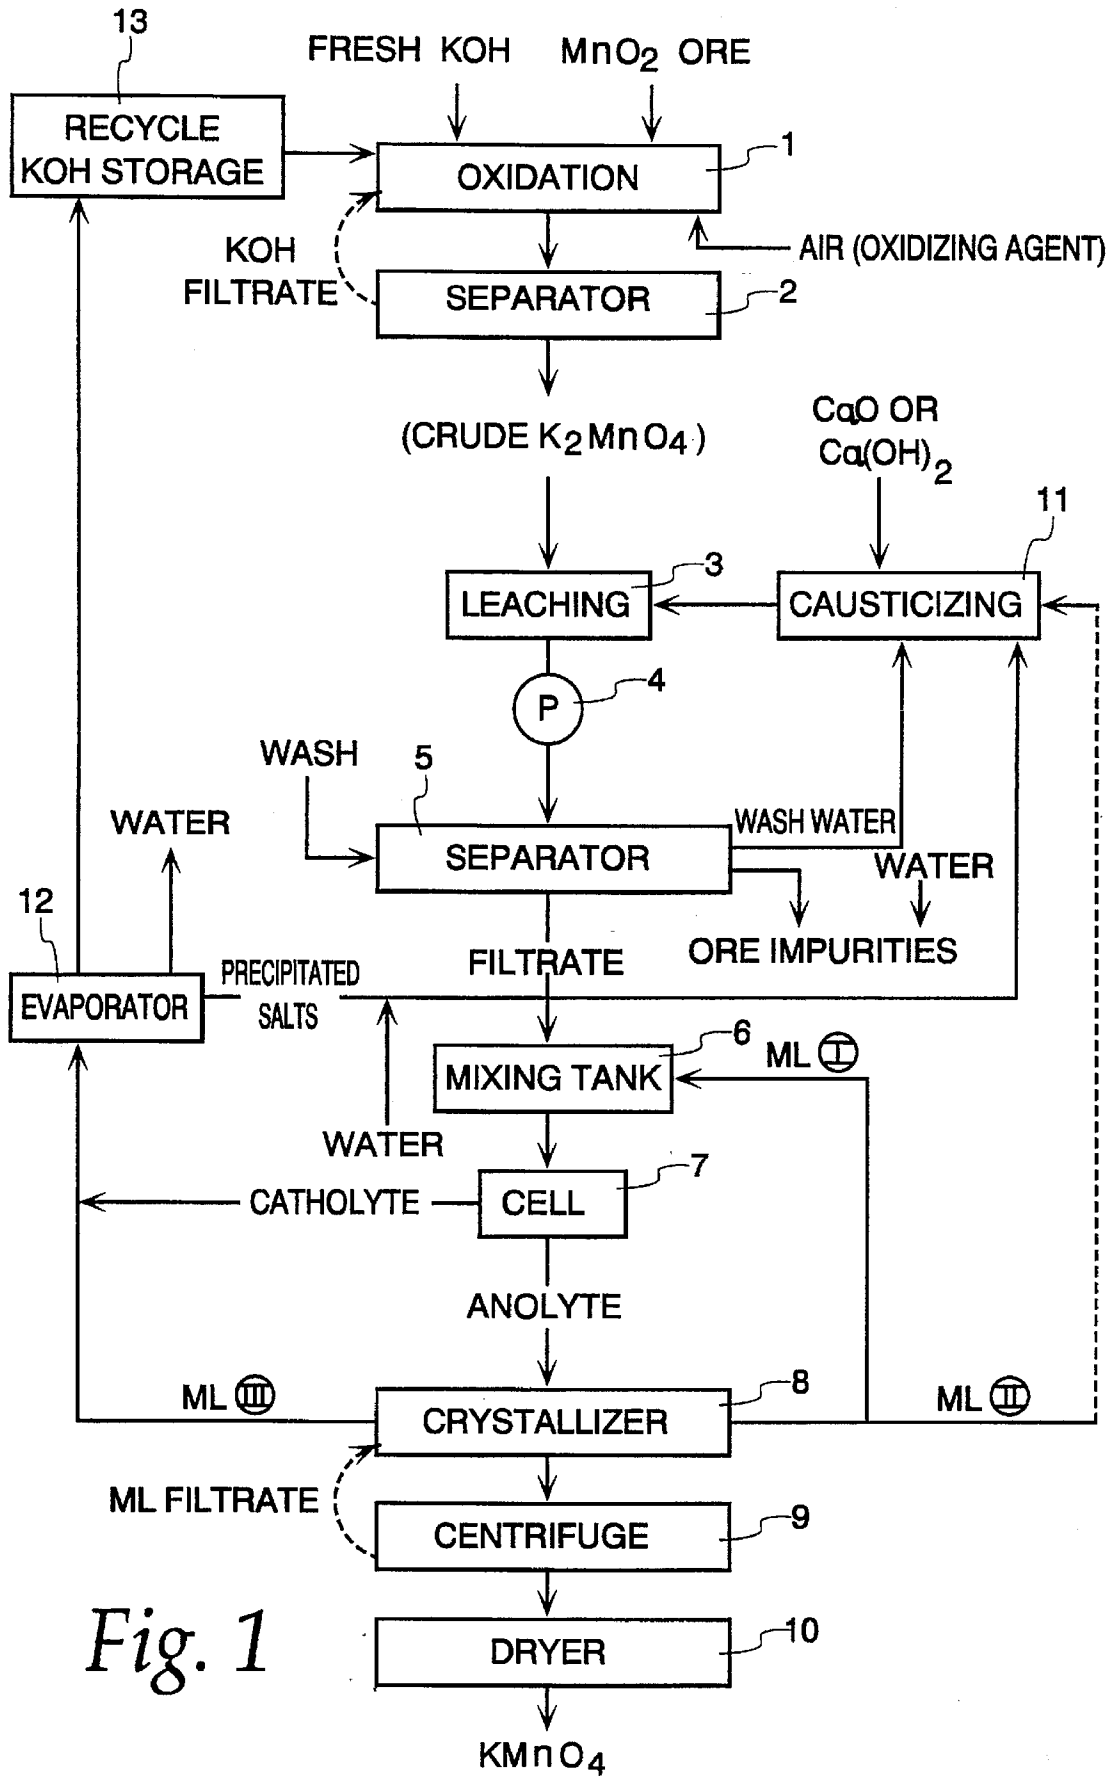 13
FRESH KOH
MnO2 ORE
RECYCLE
KOH STORAGE
1
OXIDATION
KOH
FILTRATE
AIR (OXIDIZING AGENT)
SEPARATOR
2
(CRUDE K2MnO4)
CaO OR
Ca(OH)2
11
3
LEACHING
CAUSTICIZING
P
4
WASH
5
WATER
WASH WATER
SEPARATOR
WATER
12
FILTRATE
ORE IMPURITIES
PRECIPITATED
SALTS
EVAPORATOR
6
ML I
MIXING TANK
WATER
7
CATHOLYTE
CELL
ANOLYTE
8
ML III
ML II
CRYSTALLIZER
ML FILTRATE
9
CENTRIFUGE
Fig. 1
10
DRYER
KMnO4